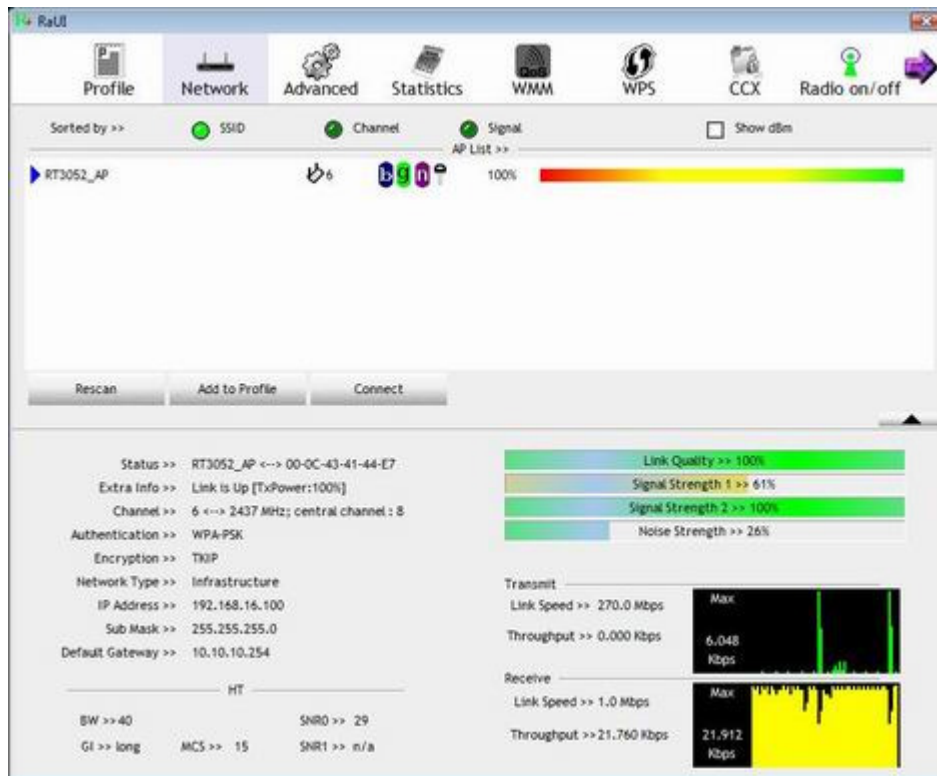 RaUI
Profile Network Advanced Statistics QoS WMM WPS CCX Radio on/off
Sorted by >> SSID Channel Signal Show dBm
AP List >>
RT3052_AP 6 b g n 100%
Rescan Add to Profile Connect
Status >> RT3052_AP <--> 00-0C-43-41-44-E7
Extra Info >> Link is Up [TxPower:100%]
Channel >> 6 <--> 2437 MHz; central channel : 8
Authentication >> WPA-PSK
Encryption >> TKIP
Network Type >> Infrastructure
IP Address >> 192.168.16.100
Sub Mask >> 255.255.255.0
Default Gateway >> 10.10.10.254
HT
BW >> 40 SNR0 >> 29
GI >> long MCS >> 15 SNR1 >> n/a
Link Quality >> 100%
Signal Strength 1 >> 61%
Signal Strength 2 >> 100%
Noise Strength >> 26%
Transmit
Link Speed >> 270.0 Mbps
Throughput >> 0.000 Kbps
Max
6.048
Kbps
Receive
Link Speed >> 1.0 Mbps
Throughput >> 21.760 Kbps
Max
21.912
Kbps